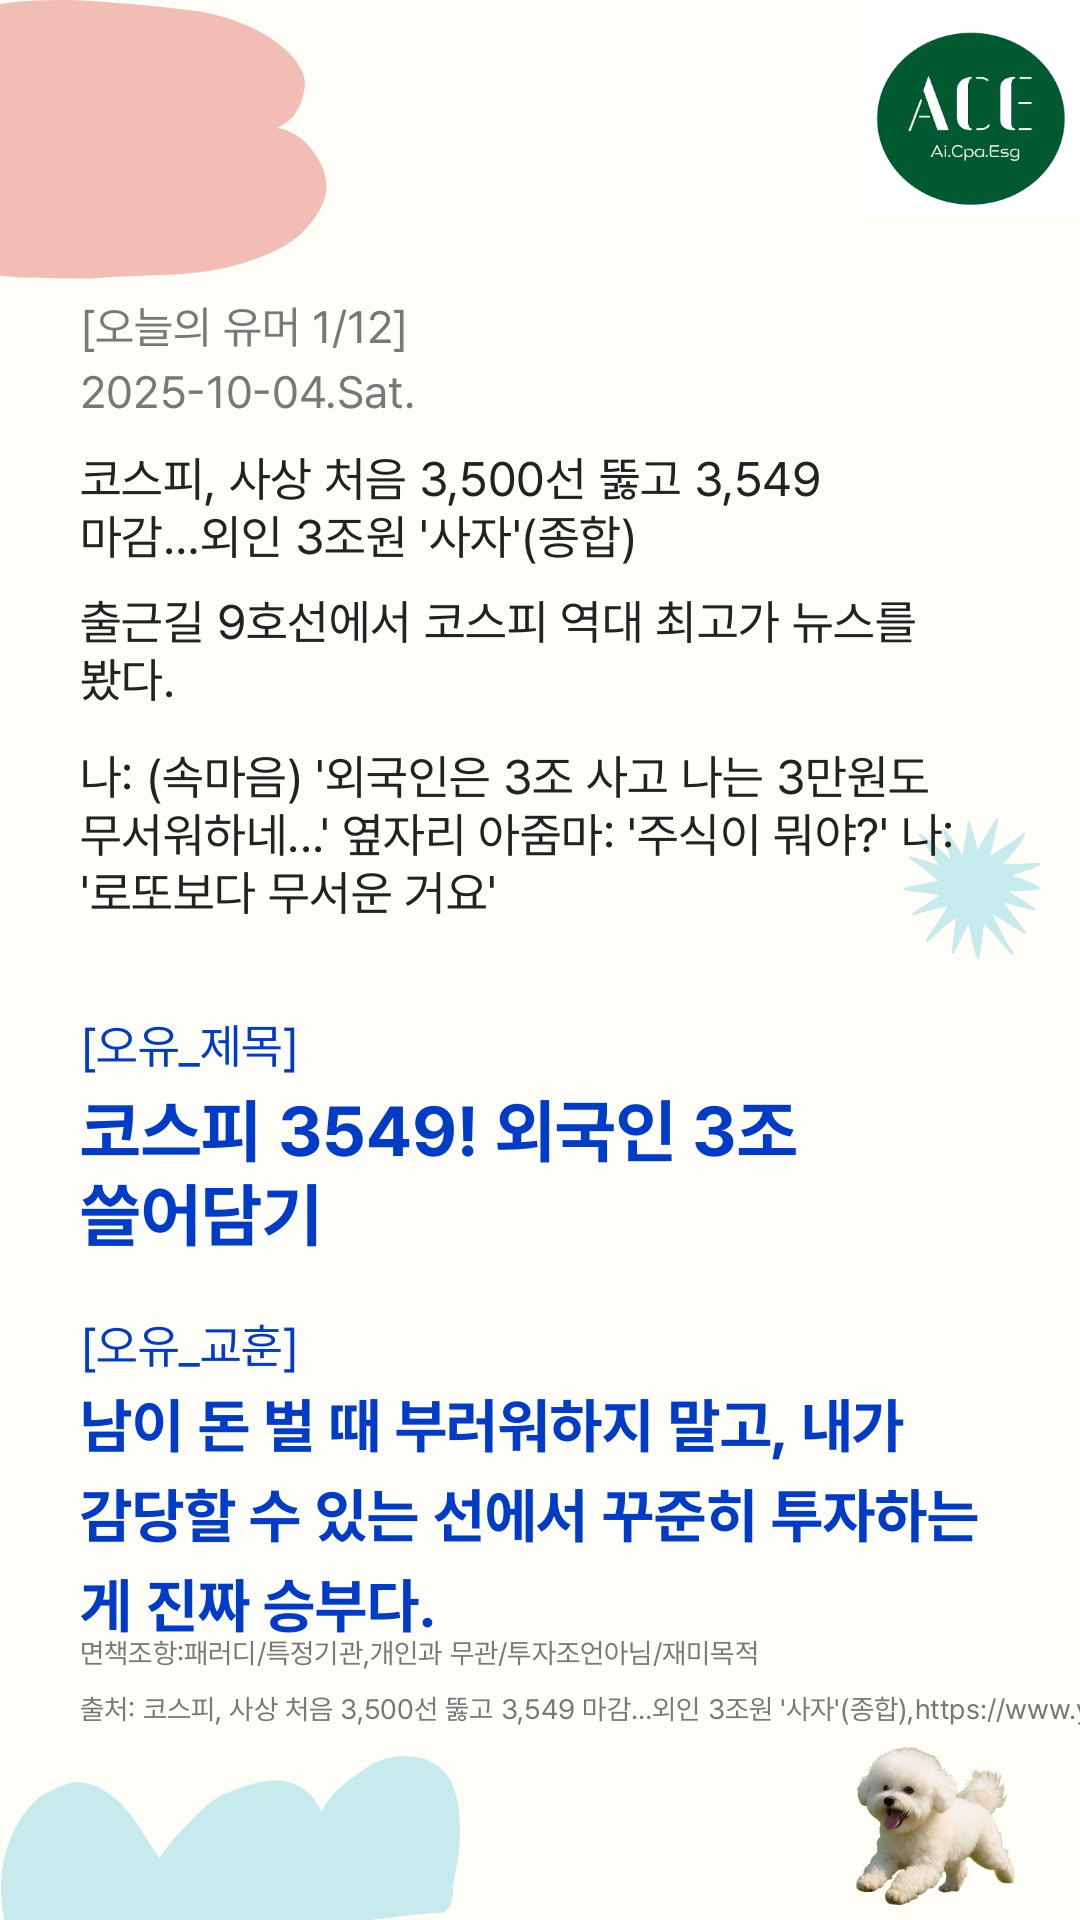 ACE
Ai.Cpa.Esg
[오늘의 유머 1/12]
2025-10-04.Sat.
코스피, 사상 처음 3,500선 뚫고 3,549
마감...외인 3조원 '사자'(종합)
출근길 9호선에서 코스피 역대 최고가 뉴스를
봤다.
나: (속마음) '외국인은 3조 사고 나는 3만원도
무서워하네...' 옆자리 아줌마: '주식이 뭐야?' 나:
'로또보다 무서운 거요'
[오유_제목]
코스피 3549! 외국인 3조
쓸어담기
[오유_교훈]
남이 돈 벌 때 부러워하지 말고, 내가
감당할 수 있는 선에서 꾸준히 투자하는
게 진짜 승부다.
면책조항:패러디/특정기관,개인과 무관/투자조언아님/재미목적
출처: 코스피, 사상 처음 3,500선 뚫고 3,549 마감...외인 3조원 '사자'(종합),https://www.